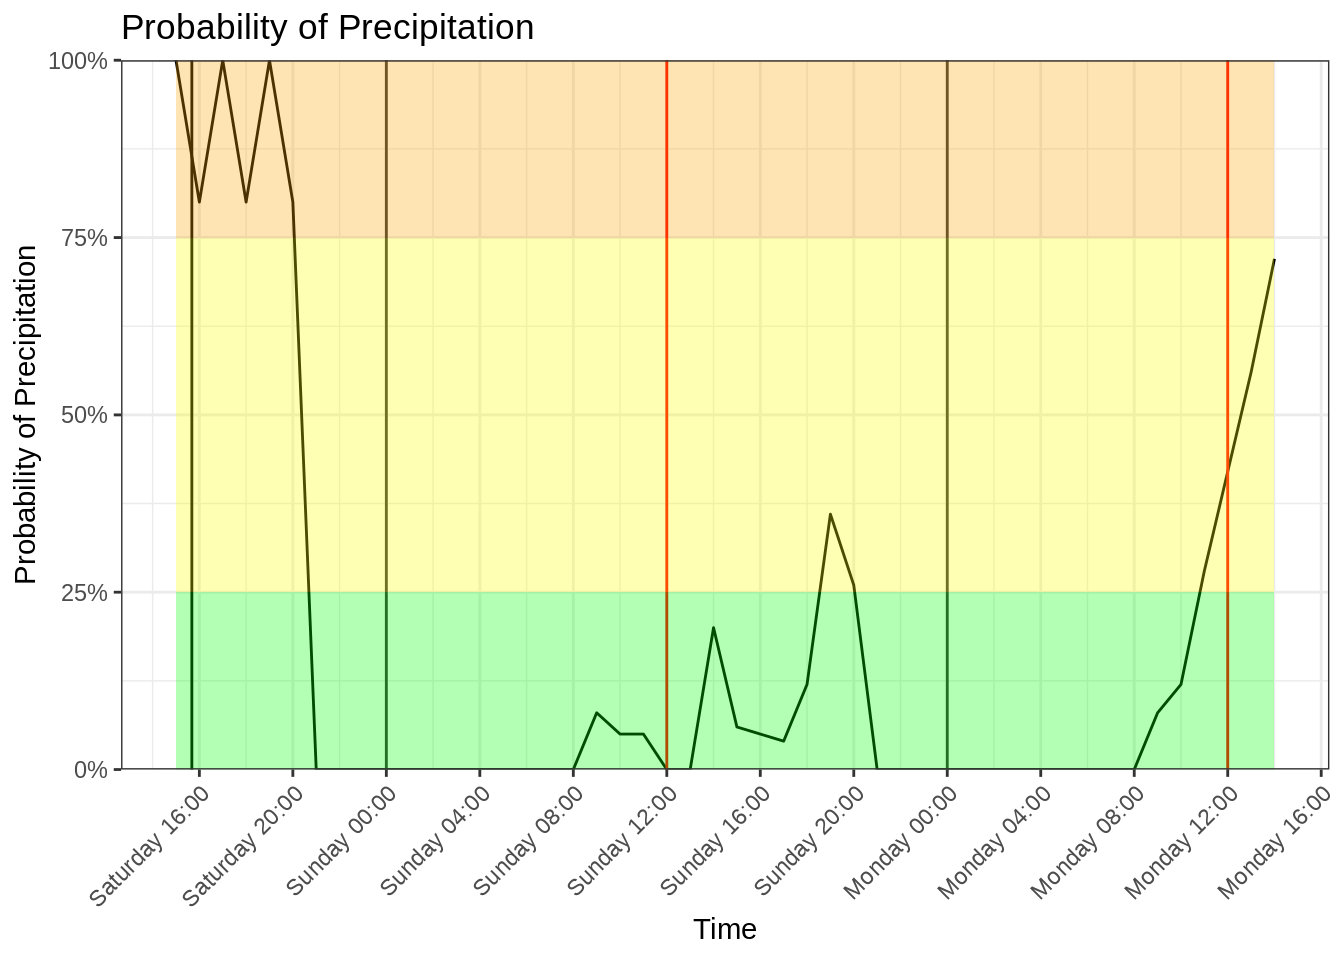 Probability of Precipitation
Probability of Precipitation
100%
75%
50%
25%
0%
Saturday 16:00
Saturday 20:00
Sunday 00:00
Sunday 04:00
Sunday 08:00
Sunday 12:00
Sunday 16:00
Sunday 20:00
Monday 00:00
Monday 04:00
Monday 08:00
Monday 12:00
Monday 16:00
Time